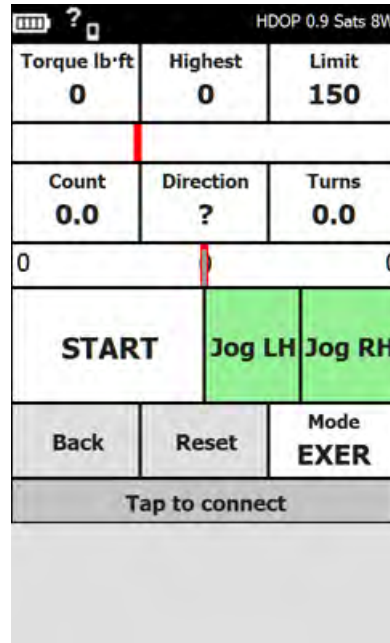 ? HDOP 0.9 Sats 8W
Torque lb·ft Highest Limit
0 0 150
Count Direction Turns
0.0 ? 0.0
0 0
START Jog LH Jog RH
Back Reset Mode
EXER
Tap to connect